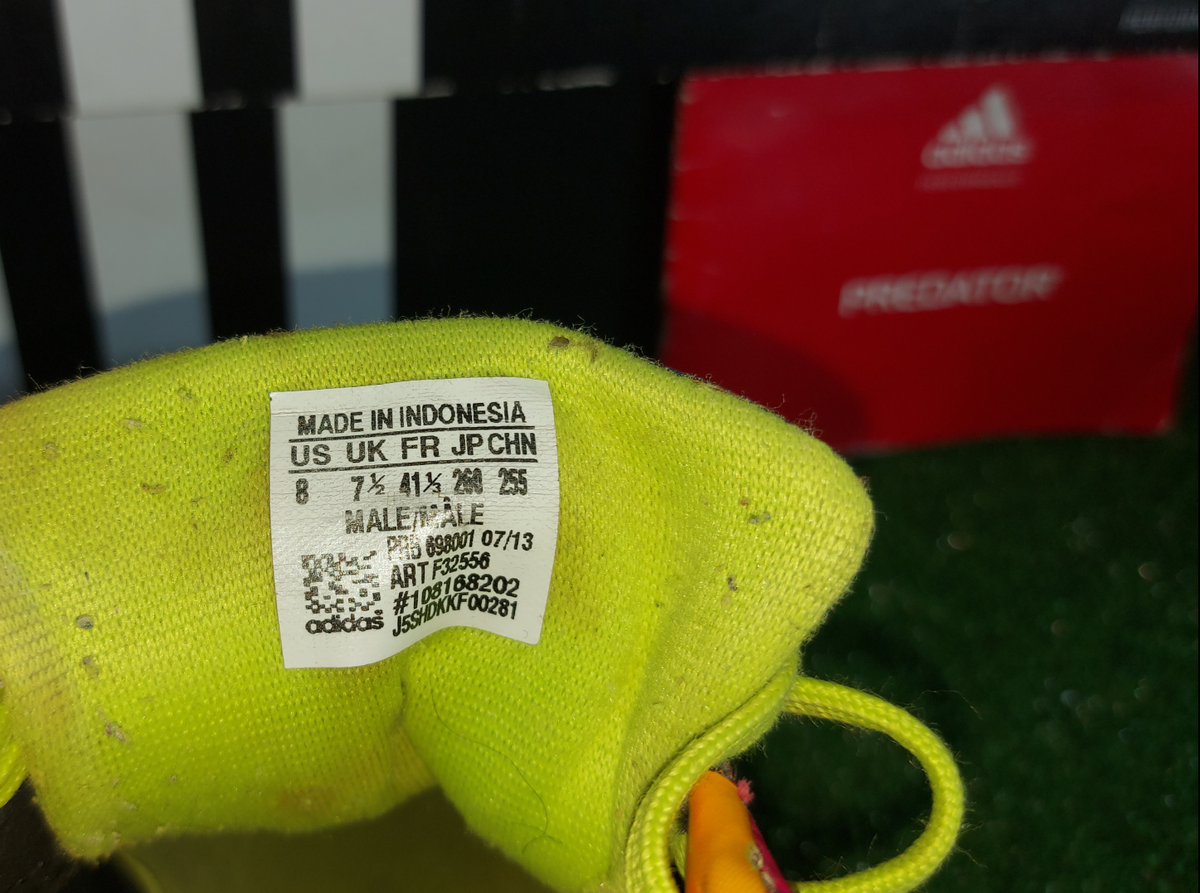 adidas
PREDATOR
MADE IN INDONESIA
US UK FR JP CHN
8 7½ 41⅓ 260 255
MALE/MÂLE
698001 07/13
ART F32556
#108168202
J5SHDKKF00281
adidas